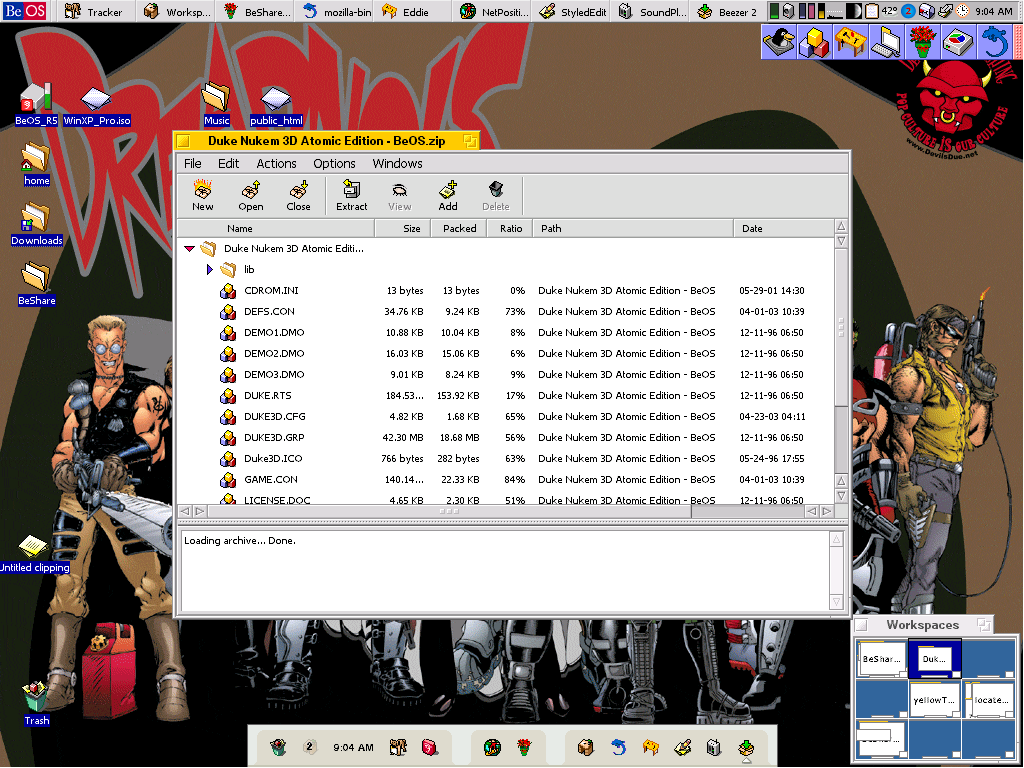 Be OS Tracker Worksp... BeShare... mozilla-bin Eddie NetPositi... StyledEdit SoundPl... Beezer 2 42° 2 9:04 AM
BeOS_R5 WinXP_Pro.iso Music public_html
POP CULTURE IS OUR CULTURE
www.DevilsDue.net
Duke Nukem 3D Atomic Edition - BeOS.zip
File Edit Actions Options Windows
New Open Close Extract View Add Delete
Name Size Packed Ratio Path Date
Duke Nukem 3D Atomic Editi...
lib
CDROM.INI 13 bytes 13 bytes 0% Duke Nukem 3D Atomic Edition - BeOS 05-29-01 14:30
DEFS.CON 34.76 KB 9.24 KB 73% Duke Nukem 3D Atomic Edition - BeOS 04-01-03 10:39
DEMO1.DMO 10.88 KB 10.04 KB 8% Duke Nukem 3D Atomic Edition - BeOS 12-11-96 06:50
DEMO2.DMO 16.03 KB 15.06 KB 6% Duke Nukem 3D Atomic Edition - BeOS 12-11-96 06:50
DEMO3.DMO 9.01 KB 8.24 KB 9% Duke Nukem 3D Atomic Edition - BeOS 12-11-96 06:50
DUKE.RTS 184.53... 153.92 KB 17% Duke Nukem 3D Atomic Edition - BeOS 12-11-96 06:50
DUKE3D.CFG 4.82 KB 1.68 KB 65% Duke Nukem 3D Atomic Edition - BeOS 04-23-03 04:11
DUKE3D.GRP 42.30 MB 18.68 MB 56% Duke Nukem 3D Atomic Edition - BeOS 12-11-96 06:50
Duke3D.ICO 766 bytes 282 bytes 63% Duke Nukem 3D Atomic Edition - BeOS 05-24-96 17:55
GAME.CON 140.14... 22.33 KB 84% Duke Nukem 3D Atomic Edition - BeOS 04-01-03 10:39
LICENSE.DOC 4.65 KB 2.30 KB 51% Duke Nukem 3D Atomic Edition - BeOS 12-11-96 06:50
Loading archive... Done.
home
Downloads
BeShare
Untitled clipping
Trash
Workspaces
BeShar... Duk...
yellowT... locate...
2 9:04 AM